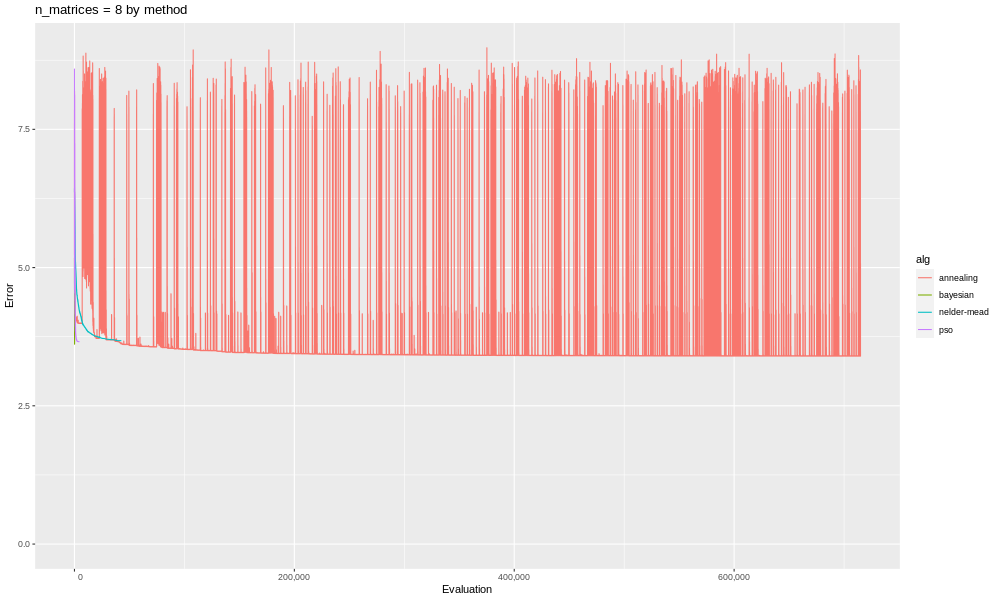 n_matrices = 8 by method
Error
7.5
5.0
2.5
0.0
0
200,000
400,000
600,000
Evaluation
alg
annealing
bayesian
nelder-mead
pso